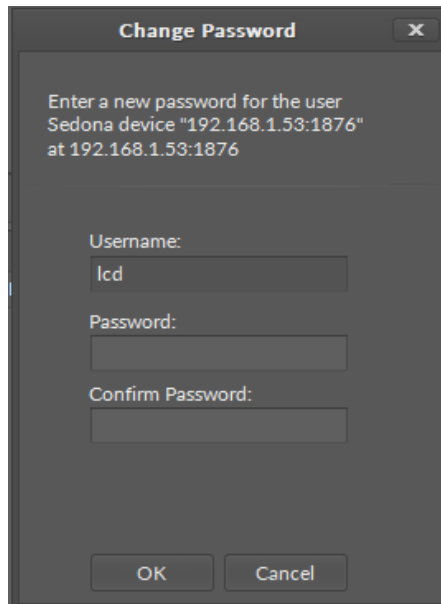 Change Password
x
Enter a new password for the user
Sedona device "192.168.1.53:1876"
at 192.168.1.53:1876
Username:
lcd
Password:
Confirm Password:
OK
Cancel